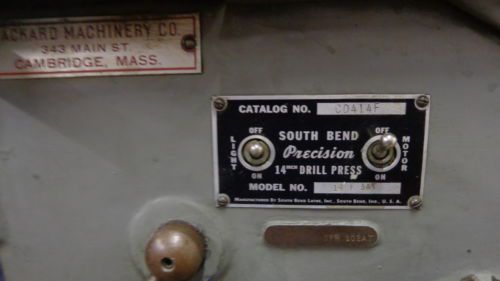 ACKARD MACHINERY CO.
343 MAIN ST.
CAMBRIDGE, MASS.
CATALOG NO. CD414F
OFF OFF
LIGHT SOUTH BEND MOTOR
Precision
ON 14 INCH DRILL PRESS ON
MODEL NO.
MANUFACTURED BY SOUTH BEND LATHE, INC., SOUTH BEND, IND., U. S. A.